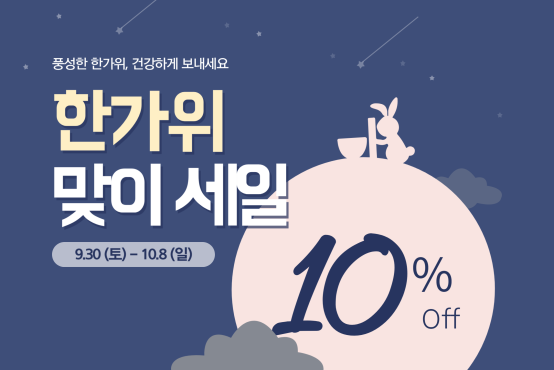 풍성한 한가위, 건강하게 보내세요
한가위
맞이 세일
9.30 (토) – 10.8 (일)
10%
Off